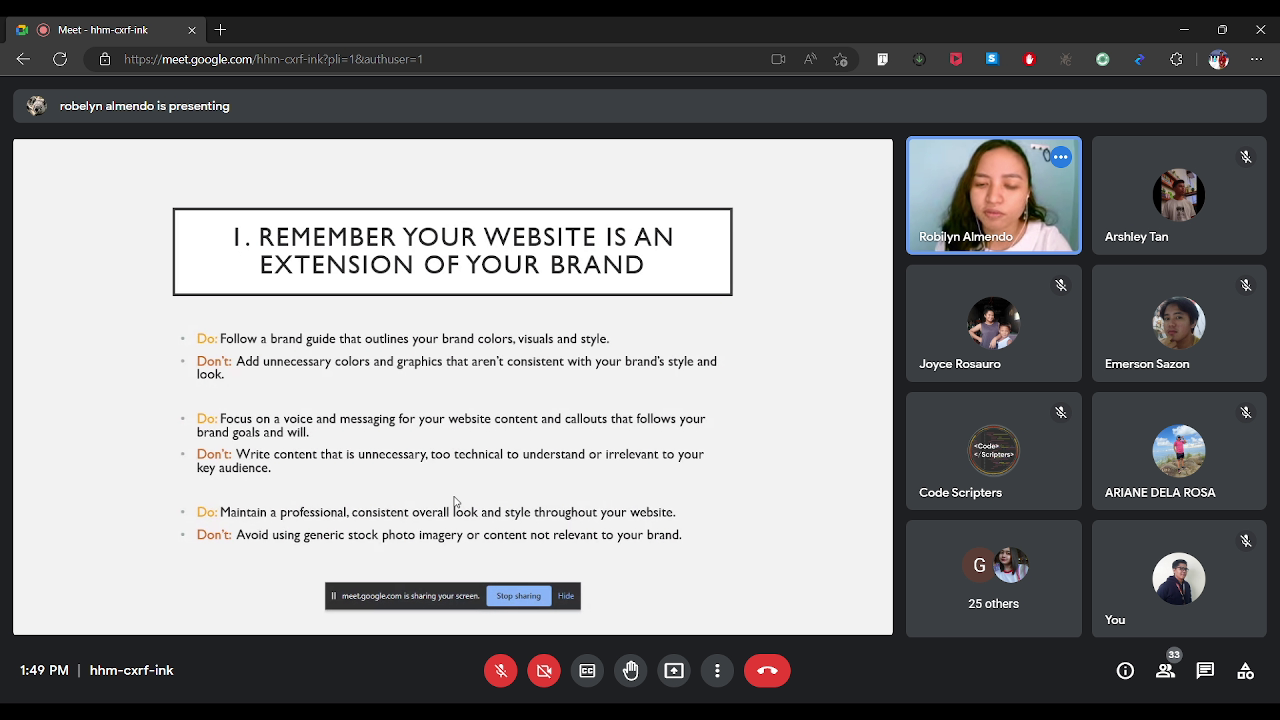 Meet - hhm-cxrf-ink
https://meet.google.com/hhm-cxrf-ink?pli=1&authuser=1
robelyn almendo is presenting
1. REMEMBER YOUR WEBSITE IS AN
EXTENSION OF YOUR BRAND
• Do: Follow a brand guide that outlines your brand colors, visuals and style.
• Don't: Add unnecessary colors and graphics that aren't consistent with your brand's style and
look.
• Do: Focus on a voice and messaging for your website content and callouts that follows your
brand goals and will.
• Don't: Write content that is unnecessary, too technical to understand or irrelevant to your
key audience.
• Do: Maintain a professional, consistent overall look and style throughout your website.
• Don't: Avoid using generic stock photo imagery or content not relevant to your brand.
meet.google.com is sharing your screen. Stop sharing Hide
Robilyn Almendo
Arshley Tan
Joyce Rosauro
Emerson Sazon
<Code>
</Scripters>
Code Scripters
ARIANE DELA ROSA
G
25 others
You
1:49 PM | hhm-cxrf-ink
33